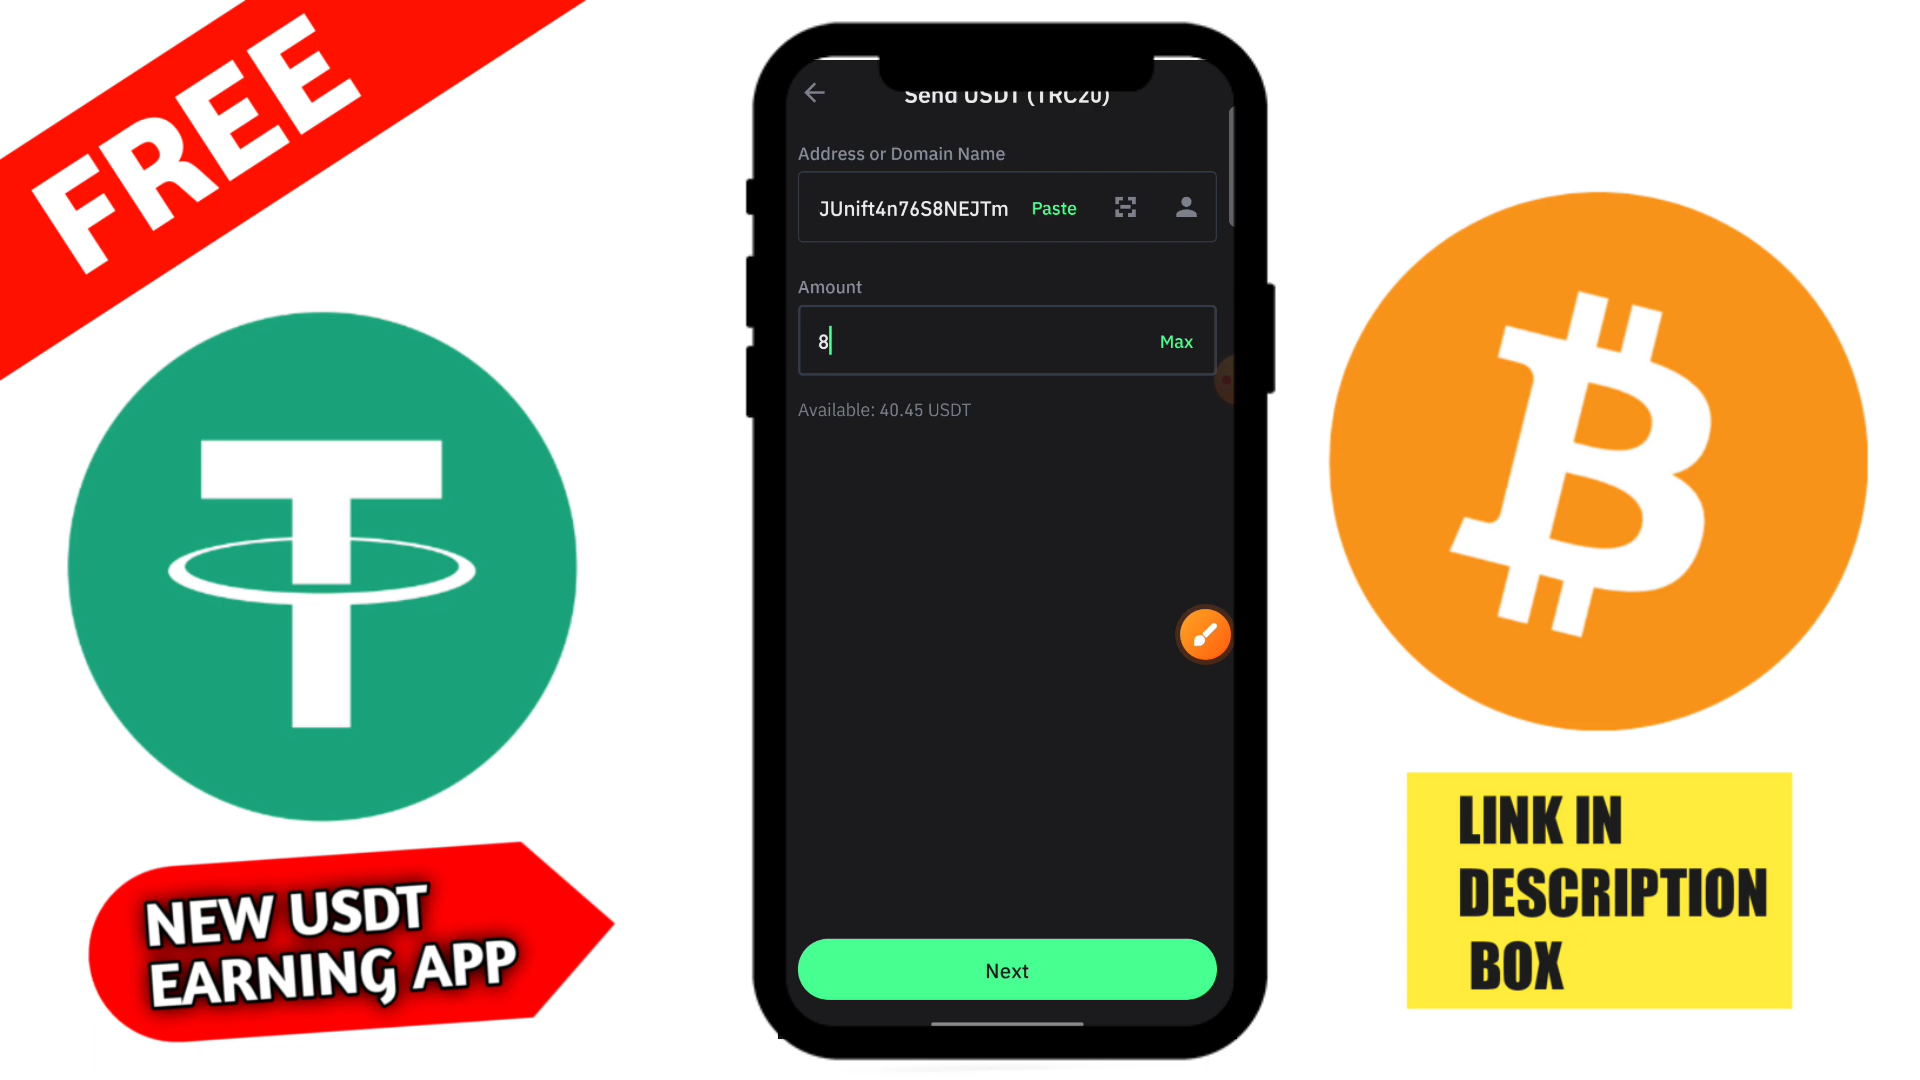 FREE
Send USDT (TRC20)
Address or Domain Name
JUnift4n76S8NEJTm Paste
Amount
8 Max
Available: 40.45 USDT
Next
NEW USDT
EARNING APP
LINK IN
DESCRIPTION
BOX